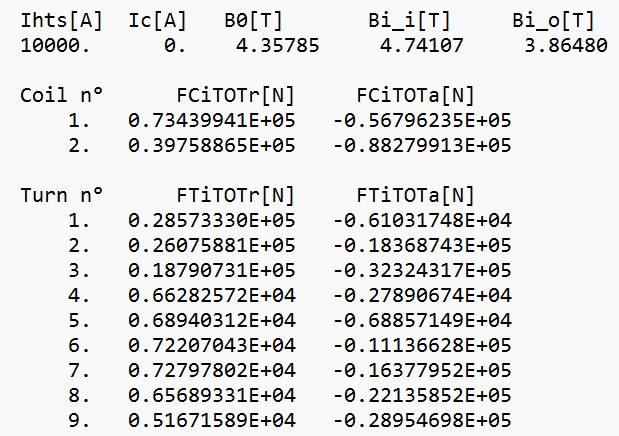 Ihts[A] Ic[A] B0[T] Bi_i[T] Bi_o[T]
10000. 0. 4.35785 4.74107 3.86480
Coil n° FCiTOTr[N] FCiTOTa[N]
1. 0.73439941E+05 -0.56796235E+05
2. 0.39758865E+05 -0.88279913E+05
Turn n° FTiTOTr[N] FTiTOTa[N]
1. 0.28573330E+05 -0.61031748E+04
2. 0.26075881E+05 -0.18368743E+05
3. 0.18790731E+05 -0.32324317E+05
4. 0.66282572E+04 -0.27890674E+04
5. 0.68940312E+04 -0.68857149E+04
6. 0.72207043E+04 -0.11136628E+05
7. 0.72797802E+04 -0.16377952E+05
8. 0.65689331E+04 -0.22135852E+05
9. 0.51671589E+04 -0.28954698E+05